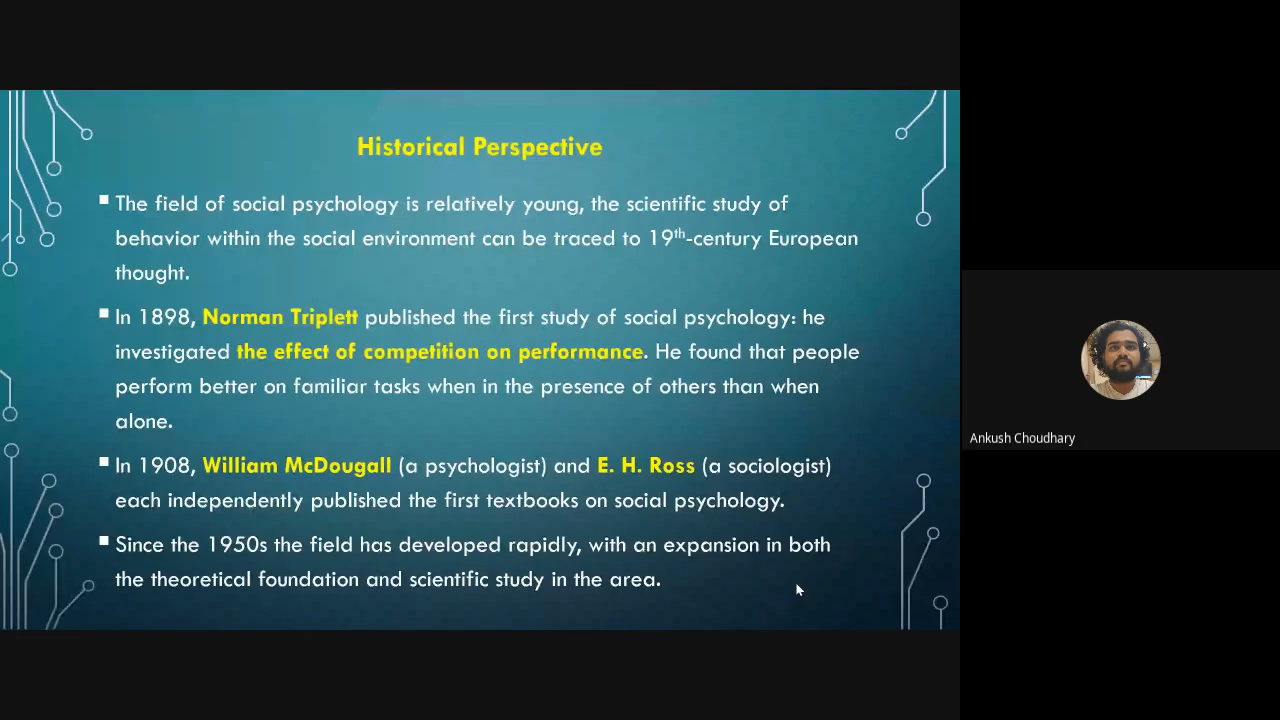 Historical Perspective
▪ The field of social psychology is relatively young, the scientific study of
behavior within the social environment can be traced to 19th-century European
thought.
▪ In 1898, Norman Triplett published the first study of social psychology: he
investigated the effect of competition on performance. He found that people
perform better on familiar tasks when in the presence of others than when
alone.
▪ In 1908, William McDougall (a psychologist) and E. H. Ross (a sociologist)
each independently published the first textbooks on social psychology.
▪ Since the 1950s the field has developed rapidly, with an expansion in both
the theoretical foundation and scientific study in the area.
Ankush Choudhary